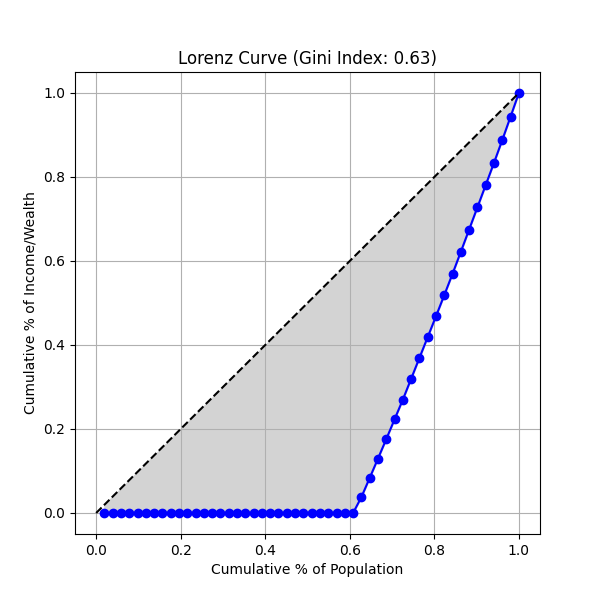 Lorenz Curve (Gini Index: 0.63)
1.0
0.8
0.6
0.4
0.2
0.0
Cumulative % of Income/Wealth
0.0 0.2 0.4 0.6 0.8 1.0
Cumulative % of Population